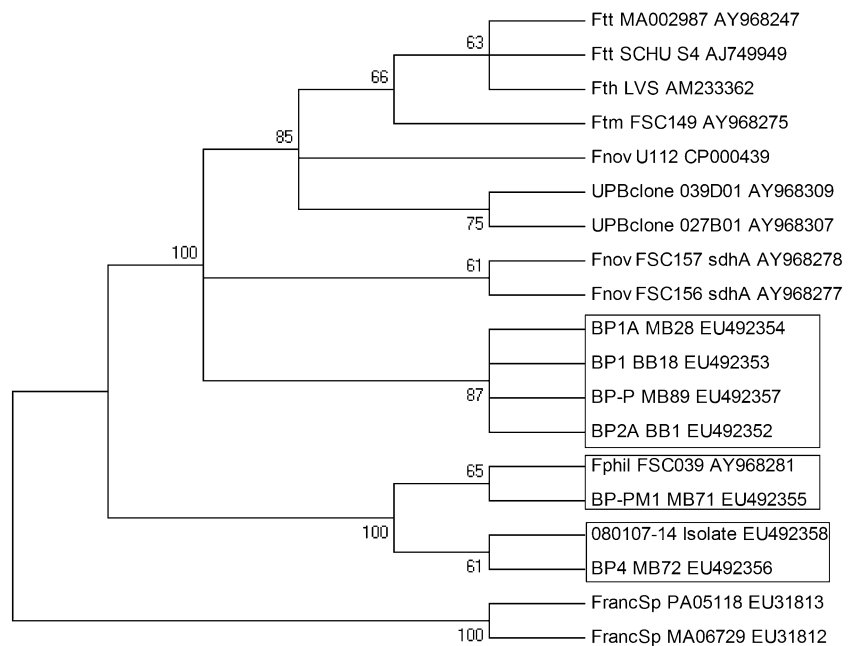 Ftt MA002987 AY968247
63
Ftt SCHU S4 AJ749949
66
Fth LVS AM233362
Ftm FSC149 AY968275
85
Fnov U112 CP000439
UPBclone 039D01 AY968309
75
UPBclone 027B01 AY968307
100
Fnov FSC157 sdhA AY968278
61
Fnov FSC156 sdhA AY968277
BP1A MB28 EU492354
BP1 BB18 EU492353
87
BP-P MB89 EU492357
BP2A BB1 EU492352
65
Fphil FSC039 AY968281
BP-PM1 MB71 EU492355
100
080107-14 Isolate EU492358
61
BP4 MB72 EU492356
FrancSp PA05118 EU31813
100
FrancSp MA06729 EU31812